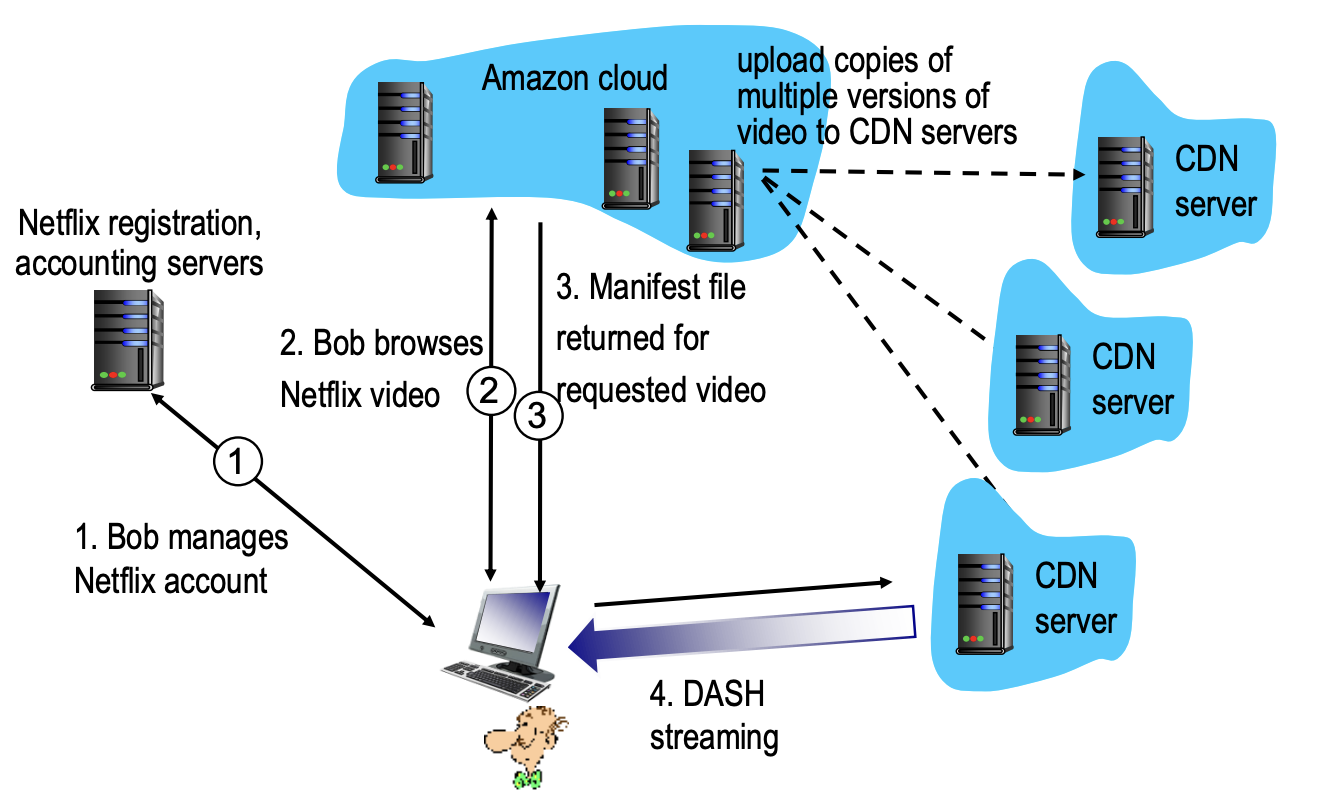 Amazon cloud
upload copies of
multiple versions of
video to CDN servers
CDN
server
Netflix registration,
accounting servers
3. Manifest file
returned for
requested video
2. Bob browses
Netflix video
2
3
CDN
server
1
1. Bob manages
Netflix account
CDN
server
4. DASH
streaming